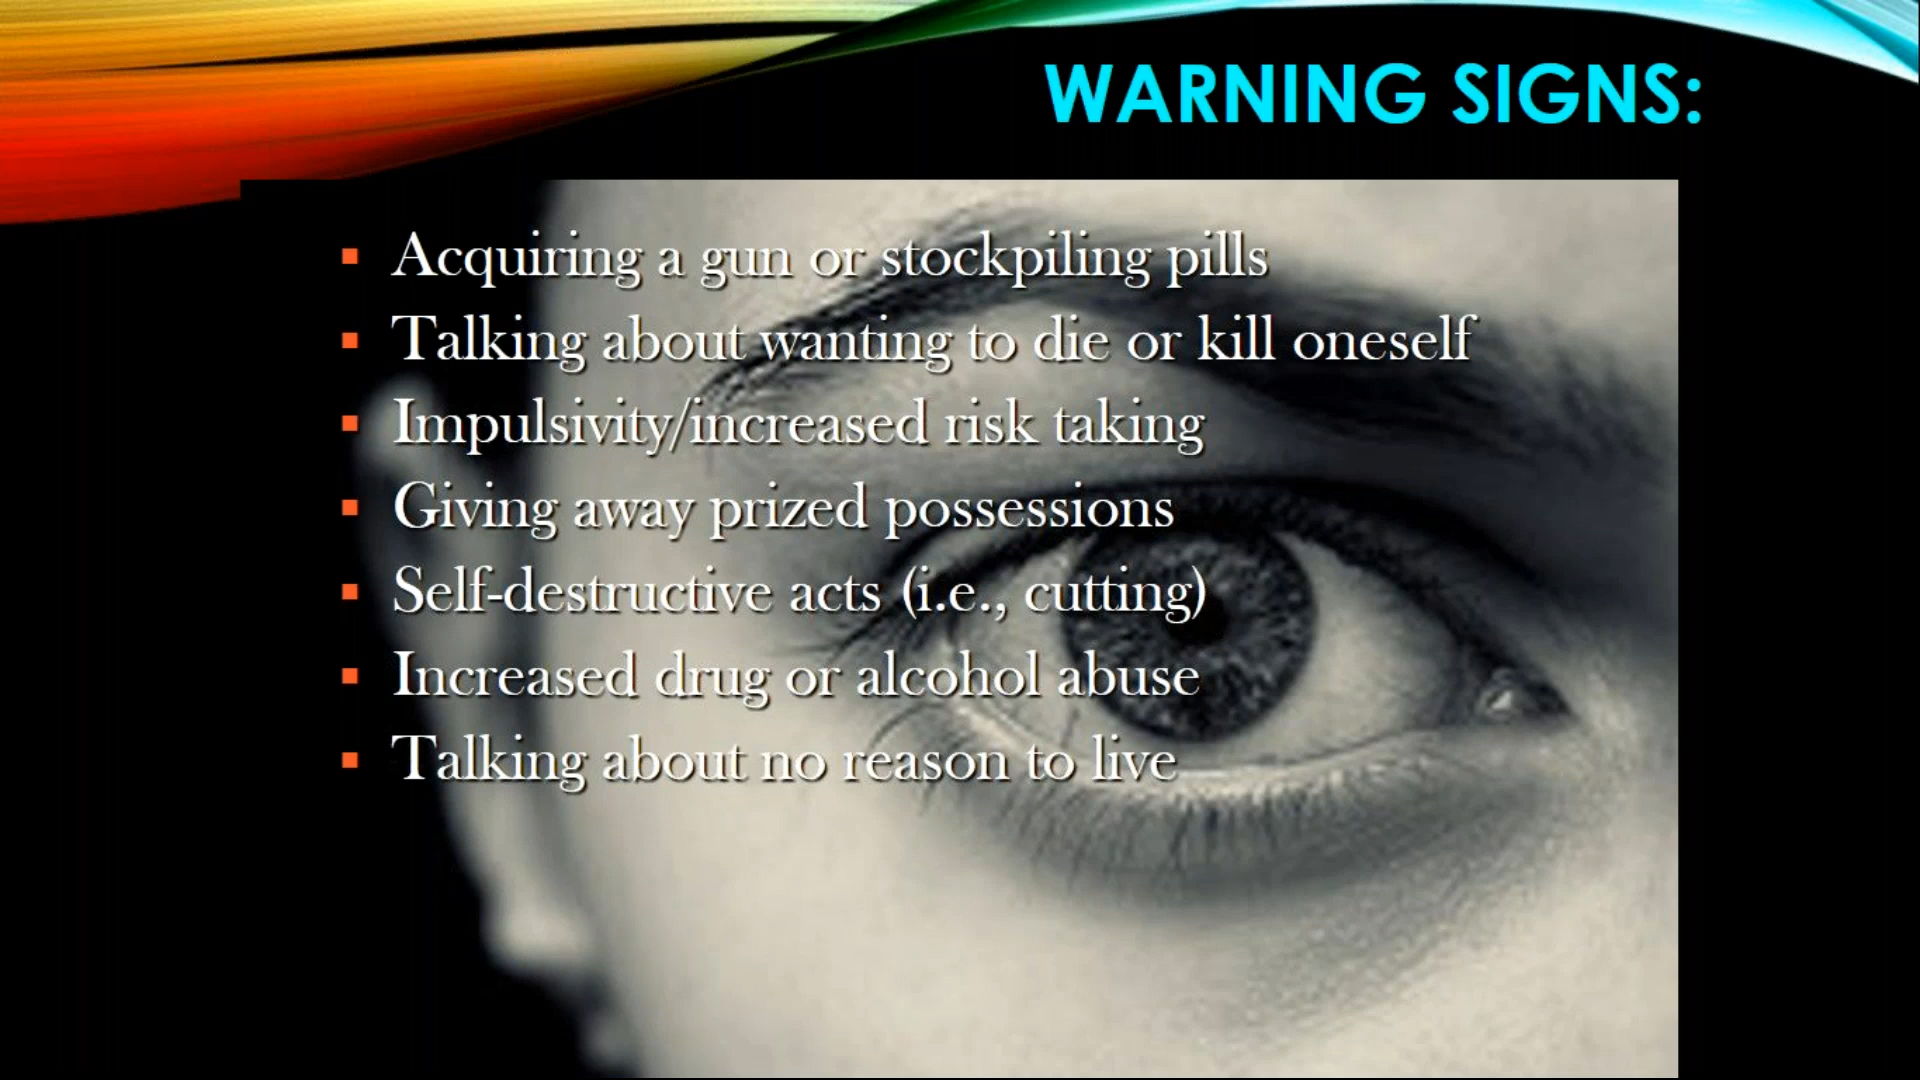 WARNING SIGNS:
Acquiring a gun or stockpiling pills
Talking about wanting to die or kill oneself
Impulsivity/increased risk taking
Giving away prized possessions
Self-destructive acts (i.e., cutting)
Increased drug or alcohol abuse
Talking about no reason to live